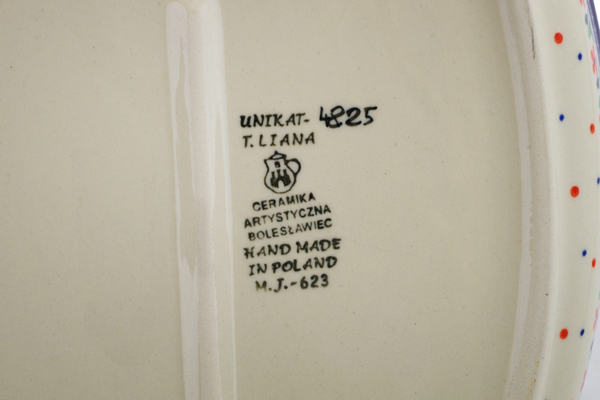 UNIKAT- 4825
T. LIANA
CERAMIKA
ARTYSTYCZNA
BOLESŁAWIEC
HAND MADE
IN POLAND
M.J.-623